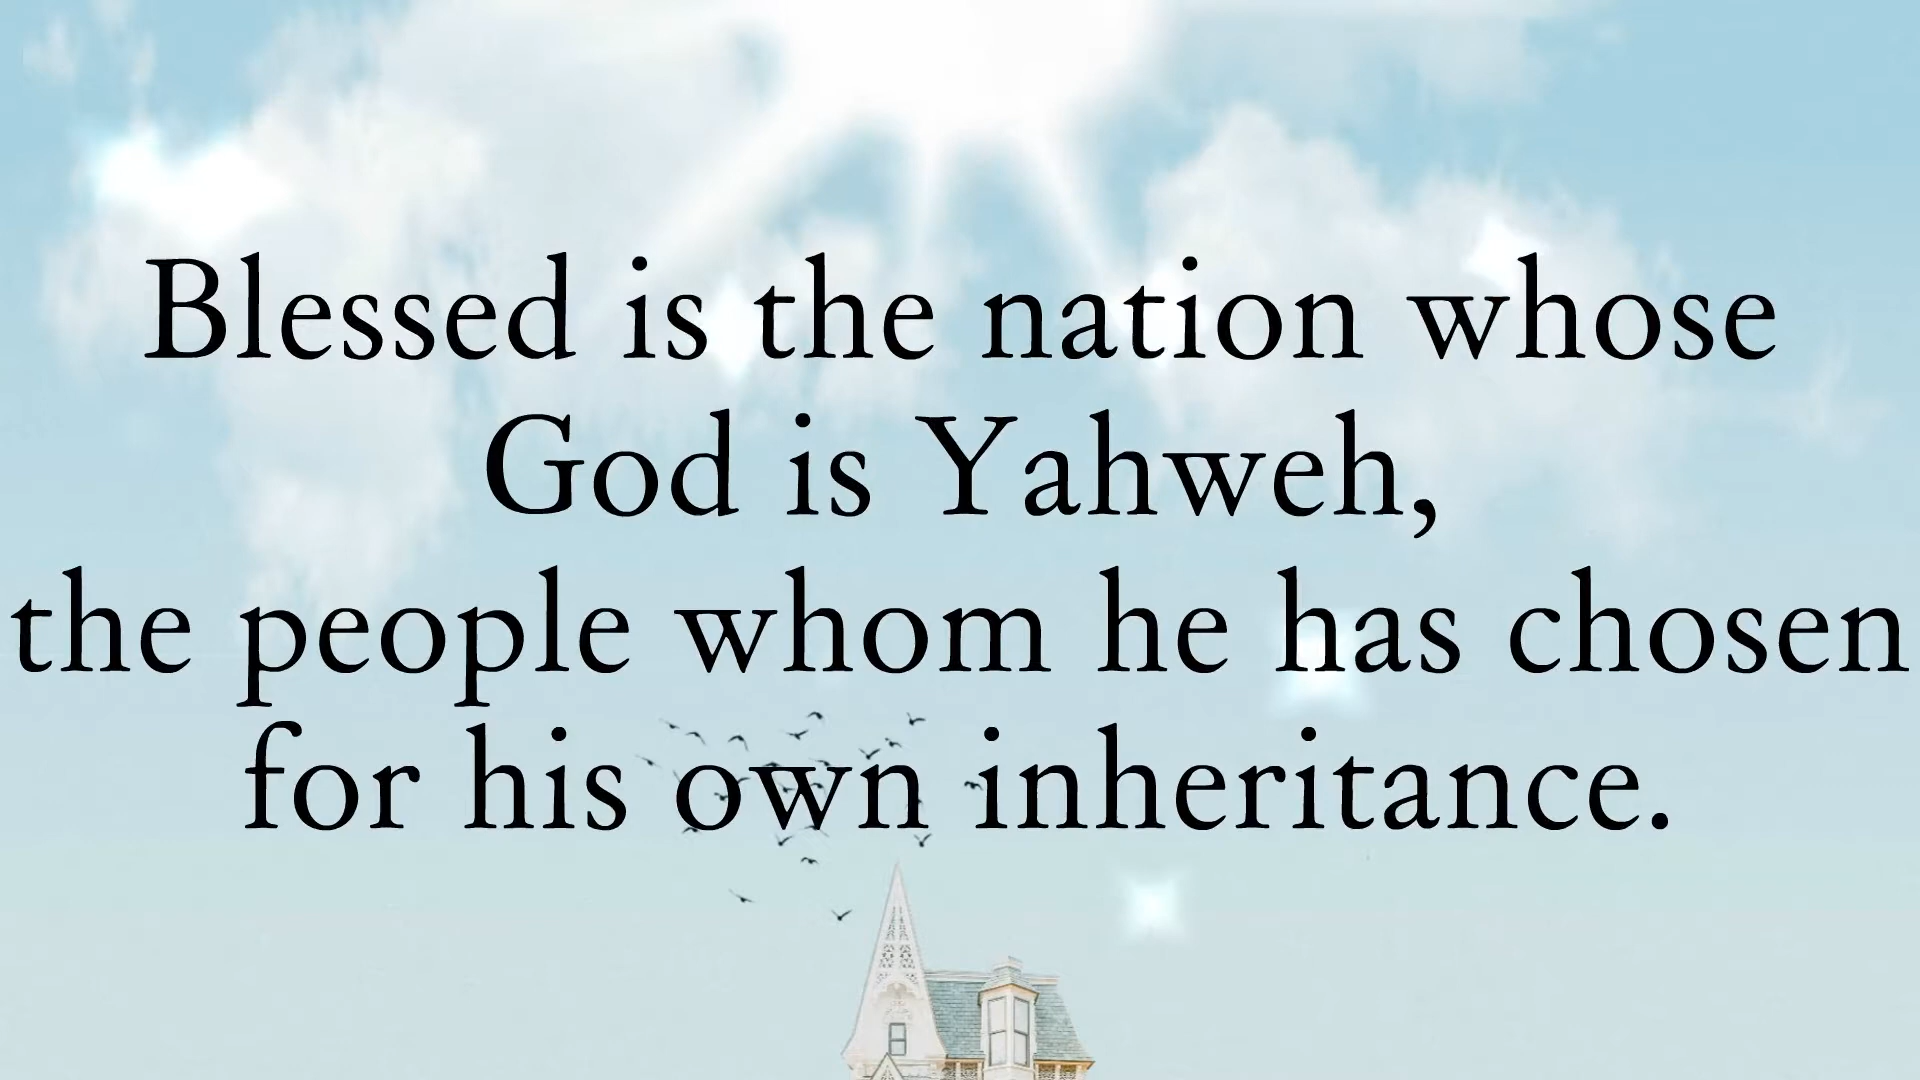 Blessed is the nation whose
God is Yahweh,
the people whom he has chosen
for his own inheritance.